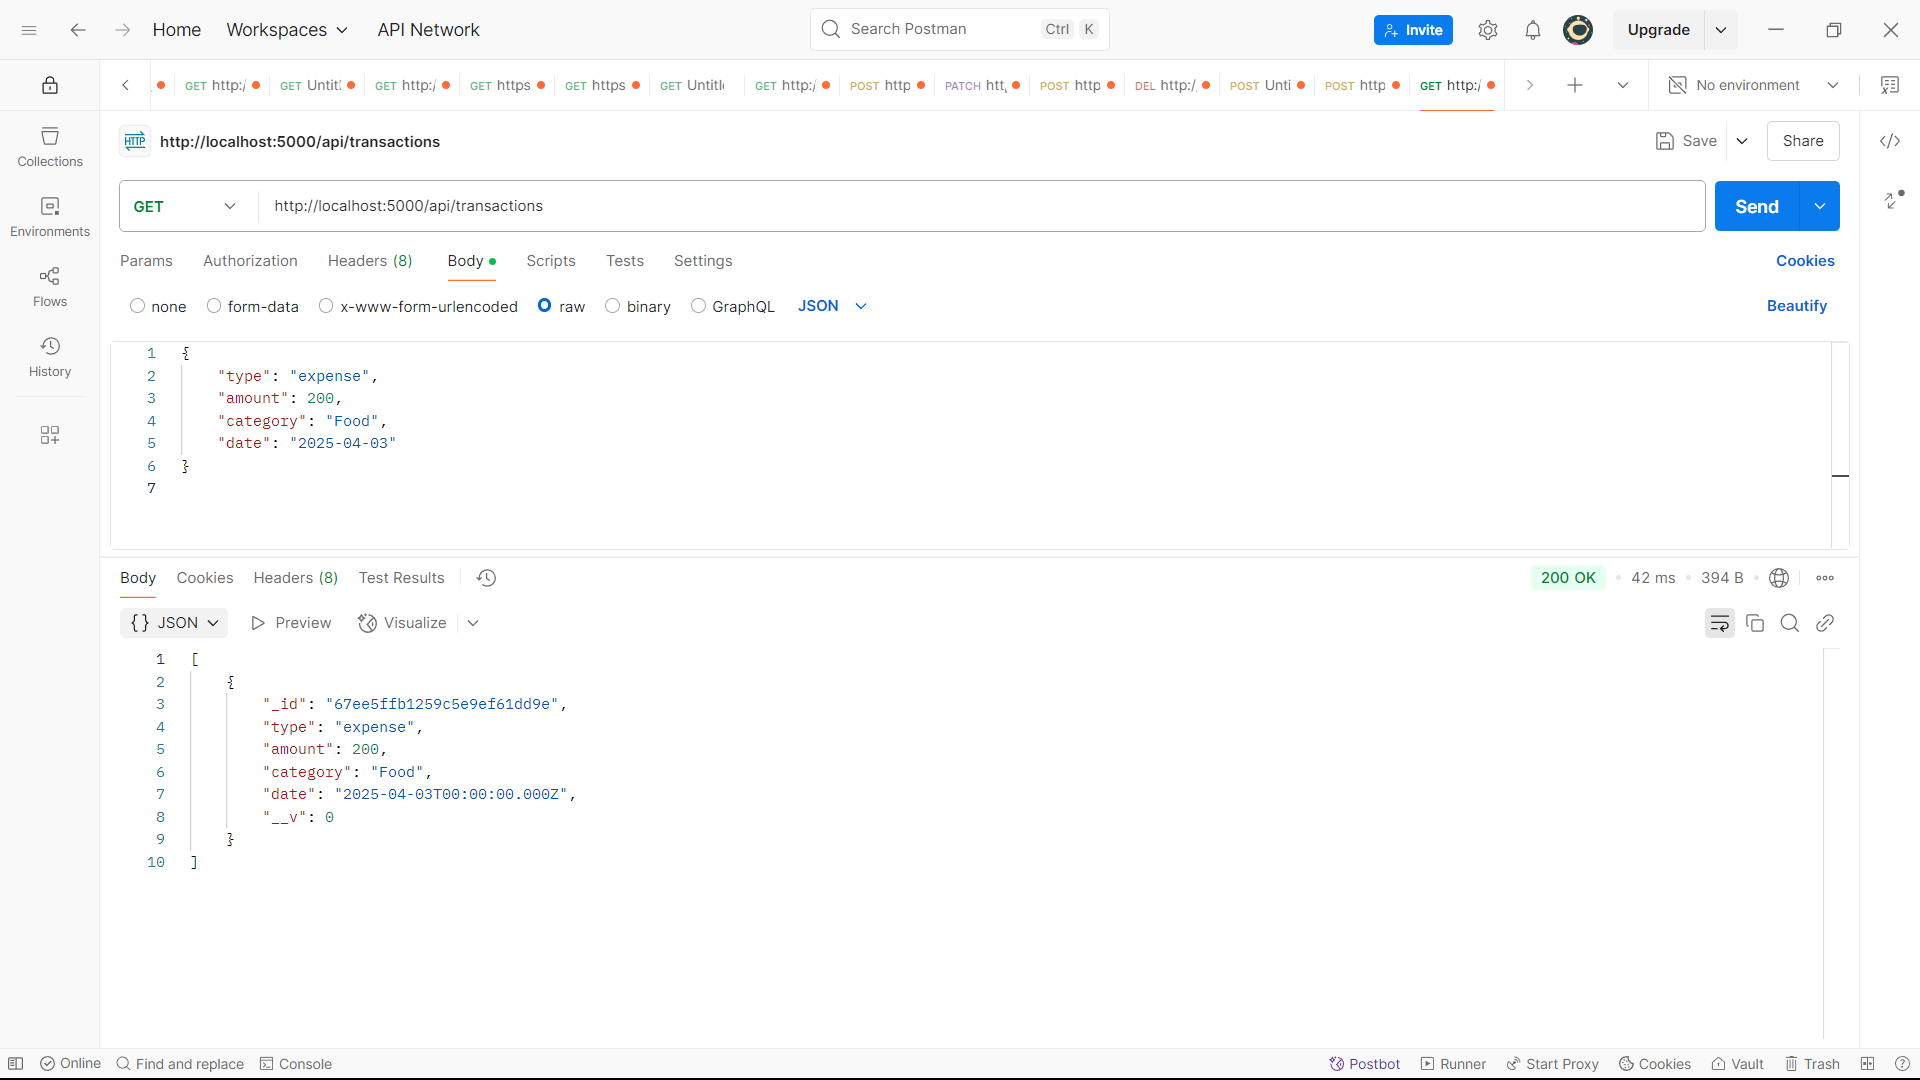 Home Workspaces API Network Search Postman Ctrl K Invite Upgrade
GET http:/ GET Untitl GET http:/ GET https GET https GET Untitle GET http:/ POST http PATCH htt POST http DEL http:/ POST Unti POST http GET http:/ No environment
HTTP http://localhost:5000/api/transactions Save Share
Collections
Environments
Flows
History
GET http://localhost:5000/api/transactions Send
Params Authorization Headers (8) Body Scripts Tests Settings Cookies
none form-data x-www-form-urlencoded raw binary GraphQL JSON Beautify
1 {
2 "type": "expense",
3 "amount": 200,
4 "category": "Food",
5 "date": "2025-04-03"
6 }
7
Body Cookies Headers (8) Test Results 200 OK • 42 ms • 394 B •
{} JSON Preview Visualize
1 [
2 {
3 "_id": "67ee5ffb1259c5e9ef61dd9e",
4 "type": "expense",
5 "amount": 200,
6 "category": "Food",
7 "date": "2025-04-03T00:00:00.000Z",
8 "__v": 0
9 }
10 ]
Online Find and replace Console Postbot Runner Start Proxy Cookies Vault Trash